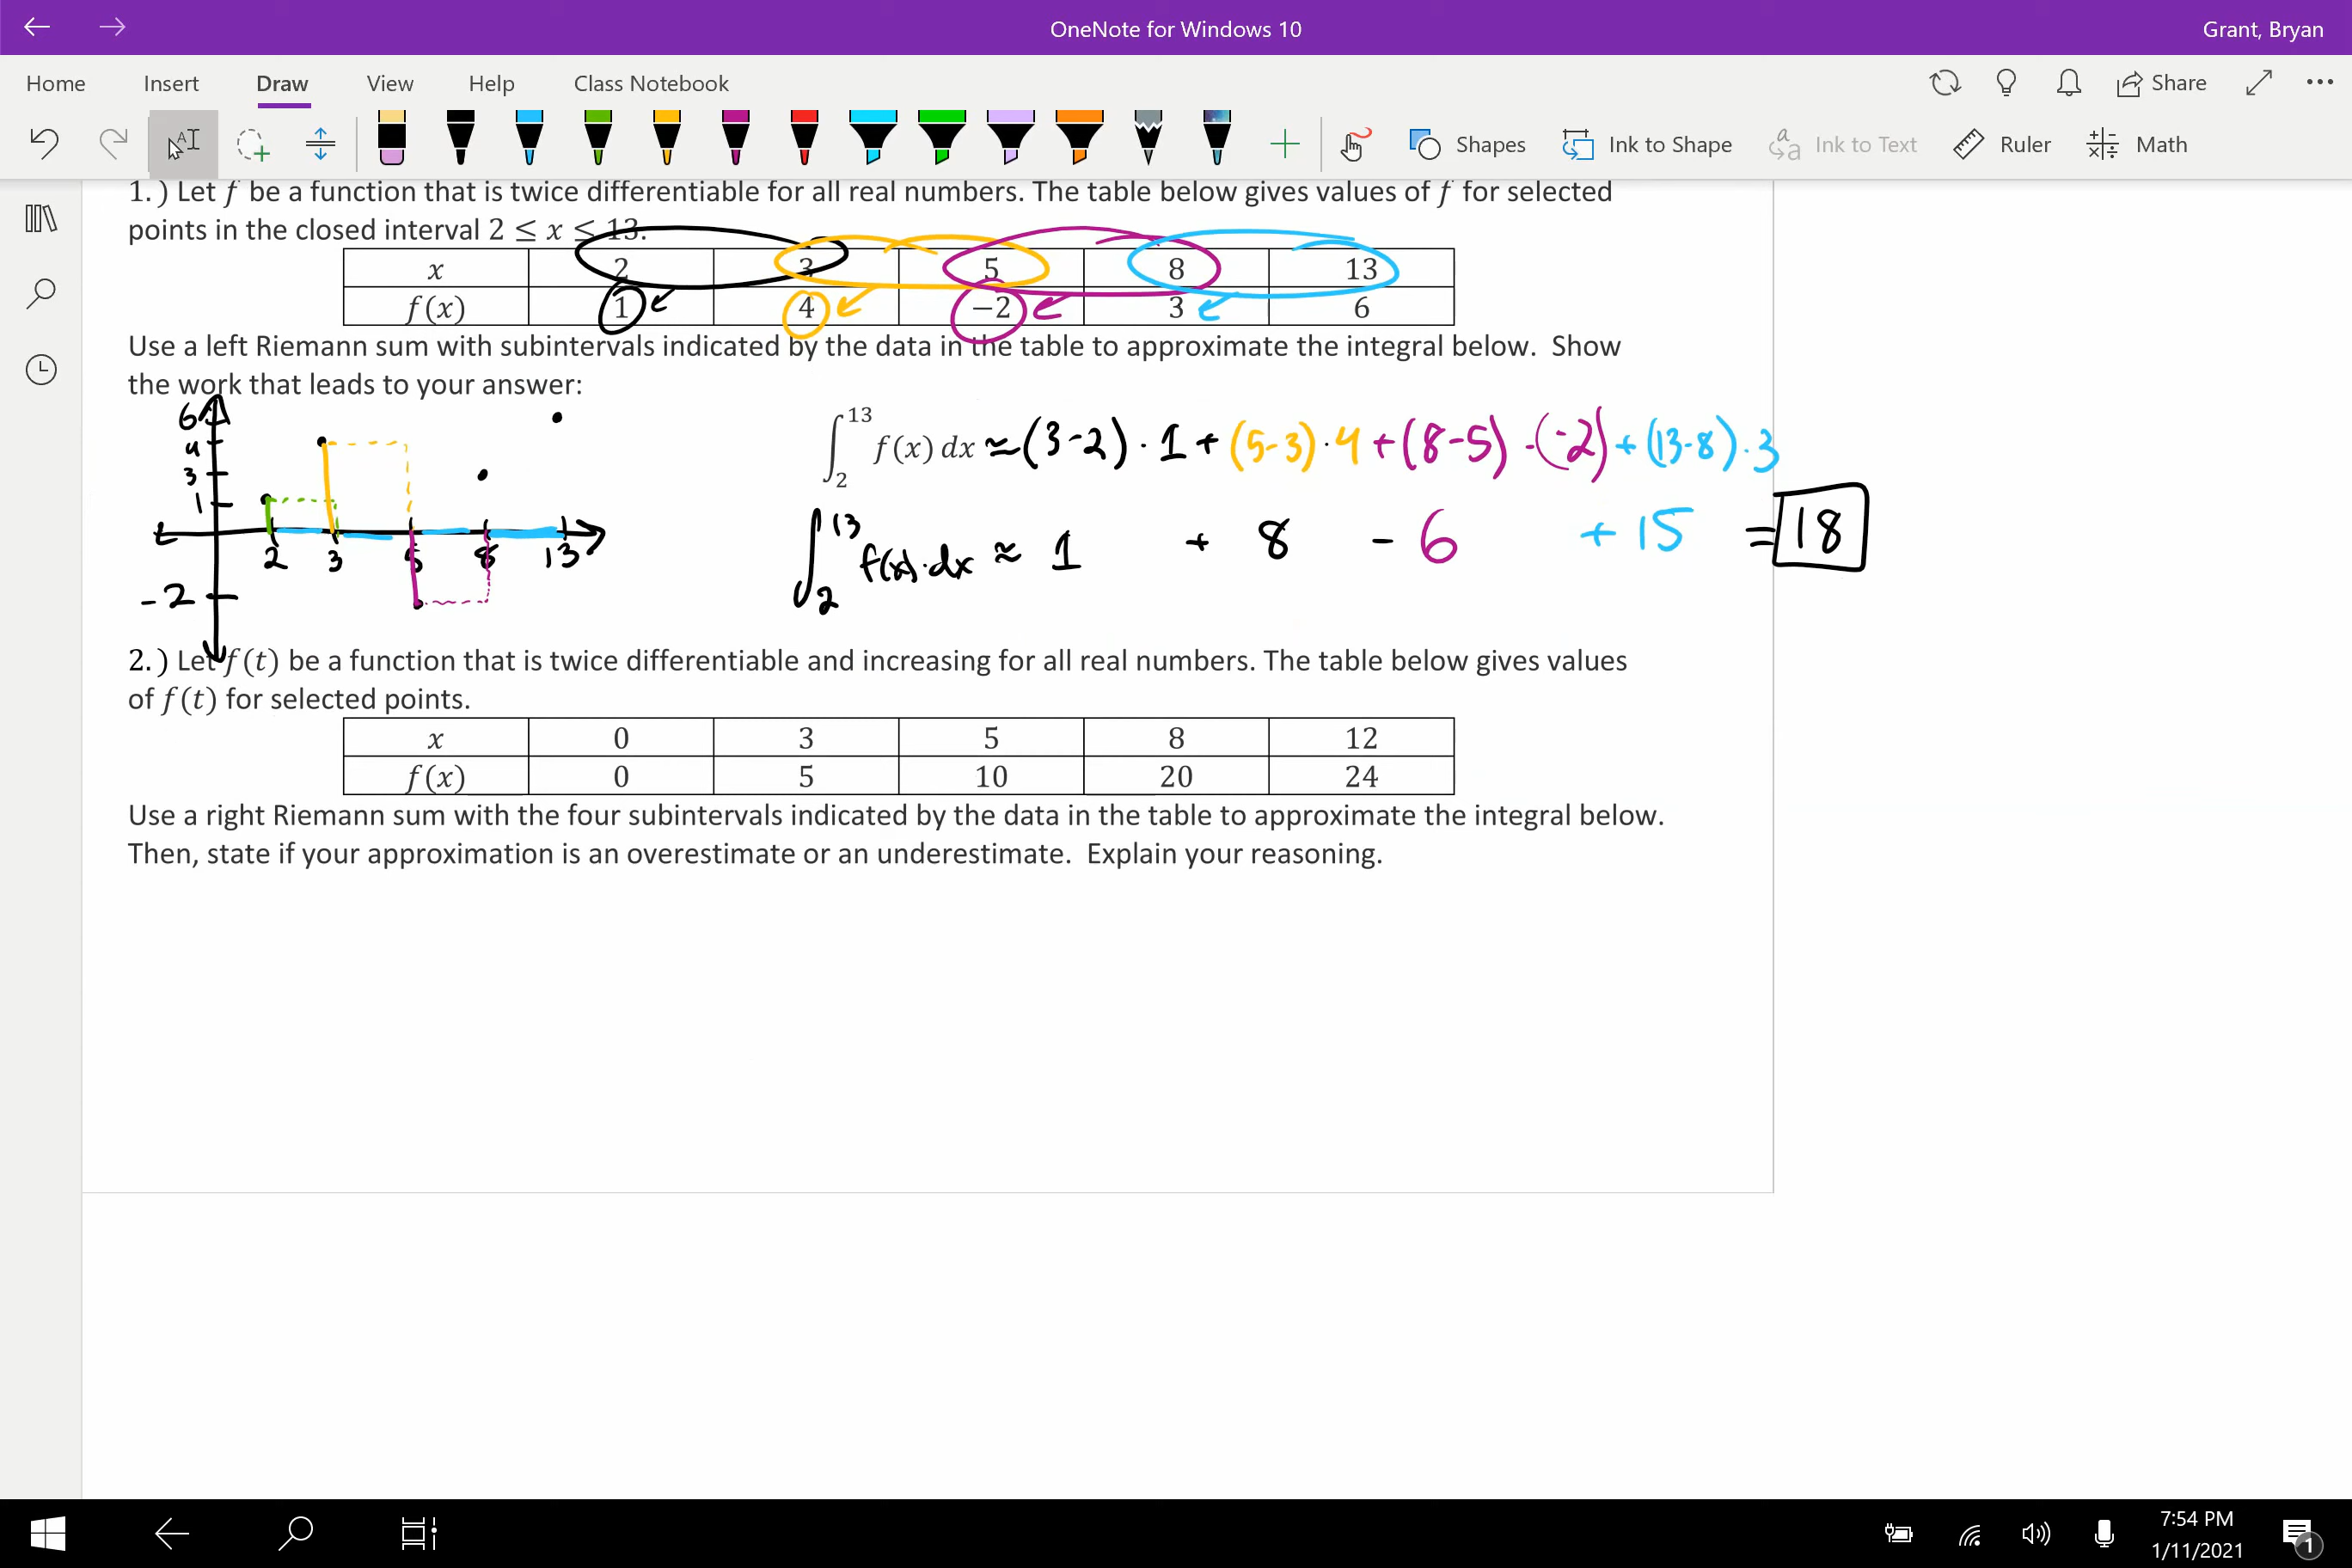 OneNote for Windows 10
Grant, Bryan
Home Insert Draw View Help Class Notebook Share
Shapes Ink to Shape Ink to Text Ruler Math
1.) Let f be a function that is twice differentiable for all real numbers. The table below gives values of f for selected
points in the closed interval 2 ≤ x ≤ 13.
x 2 3 5 8 13
f(x) 1 4 −2 3 6
Use a left Riemann sum with subintervals indicated by the data in the table to approximate the integral below. Show
the work that leads to your answer:
6
4
3
1
2 3 5 8 13
-2
∫₂¹³ f(x) dx ≈ (3-2)·1 + (5-3)·4 + (8-5)·(-2) + (13-8)·3
∫₂¹³ f(x)·dx ≈ 1 + 8 - 6 + 15 = 18
2.) Let f(t) be a function that is twice differentiable and increasing for all real numbers. The table below gives values
of f(t) for selected points.
x 0 3 5 8 12
f(x) 0 5 10 20 24
Use a right Riemann sum with the four subintervals indicated by the data in the table to approximate the integral below.
Then, state if your approximation is an overestimate or an underestimate. Explain your reasoning.
7:54 PM
1/11/2021
1